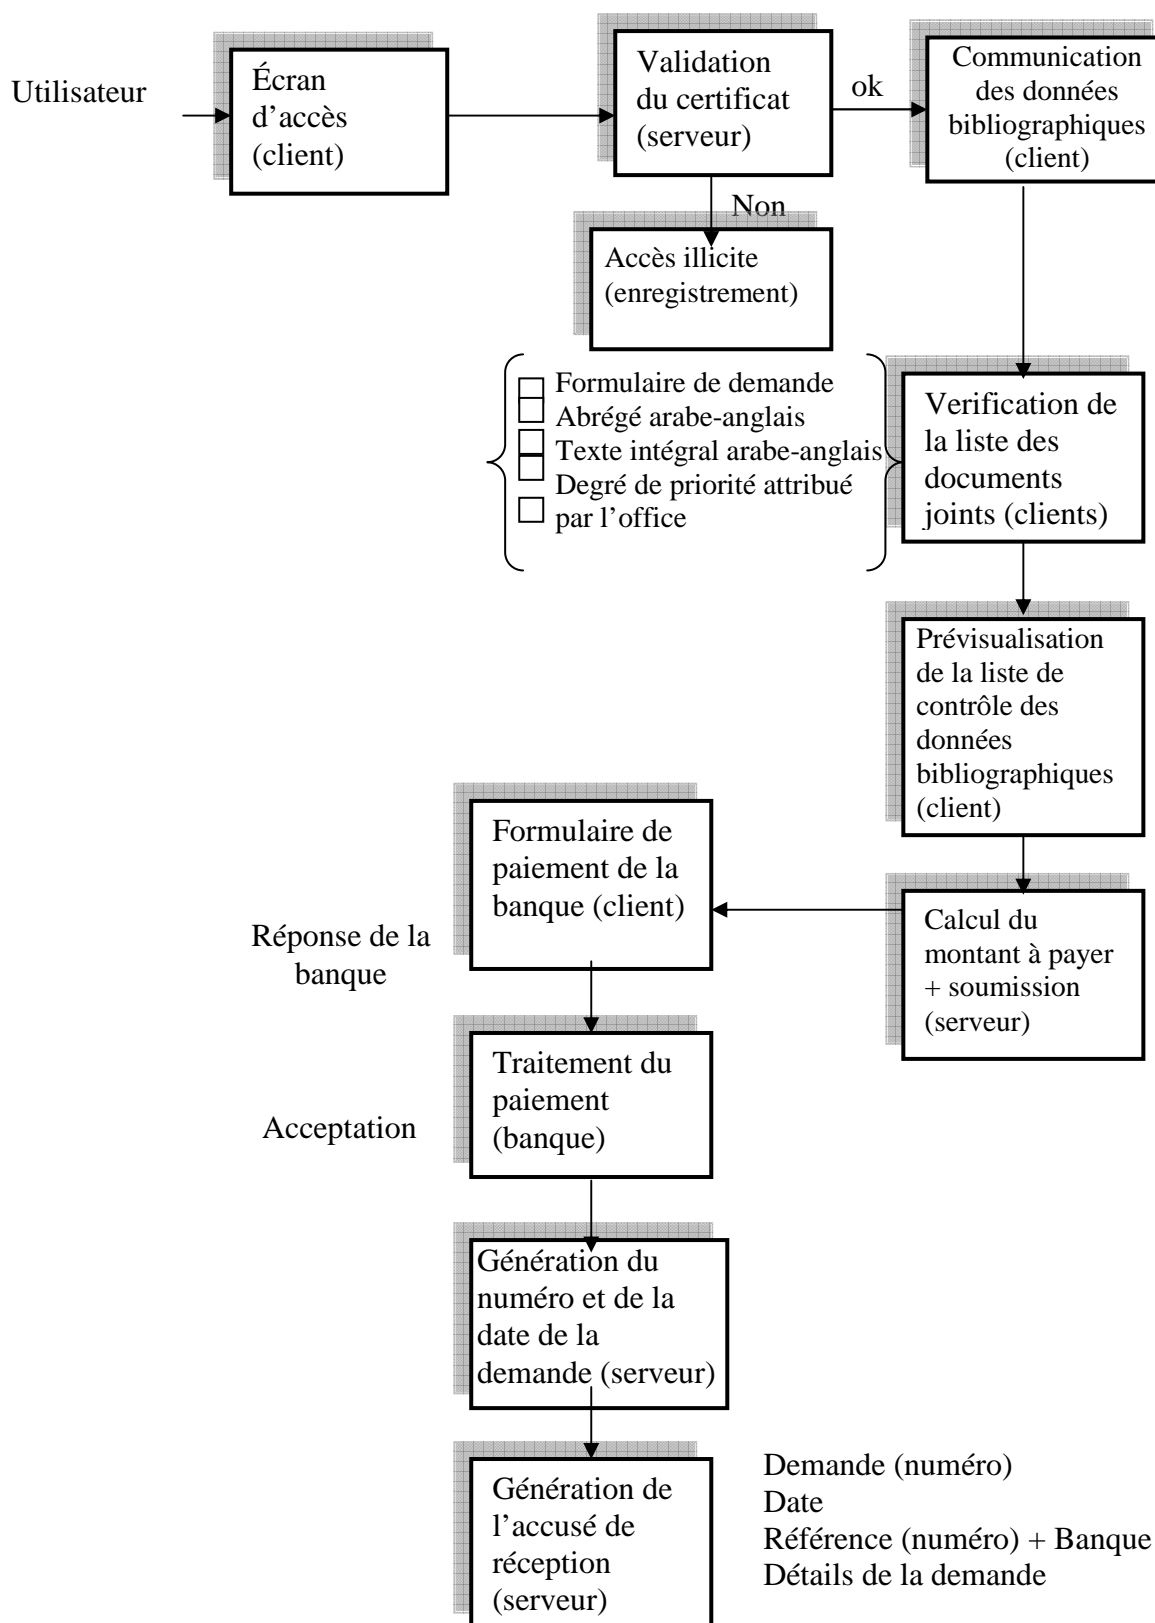 Utilisateur
Écran
d’accès
(client)
Validation
du certificat
(serveur)
ok
Communication
des données
bibliographiques
(client)
Non
Accès illicite
(enregistrement)
Formulaire de demande
Abrégé arabe-anglais
Texte intégral arabe-anglais
Degré de priorité attribué
par l’office
Verification de
la liste des
documents
joints (clients)
Prévisualisation
de la liste de
contrôle des
données
bibliographiques
(client)
Calcul du
montant à payer
+ soumission
(serveur)
Formulaire de
paiement de la
banque (client)
Réponse de la
banque
Traitement du
paiement
(banque)
Acceptation
Génération du
numéro et de la
date de la
demande (serveur)
Génération de
l’accusé de
réception
(serveur)
Demande (numéro)
Date
Référence (numéro) + Banque
Détails de la demande